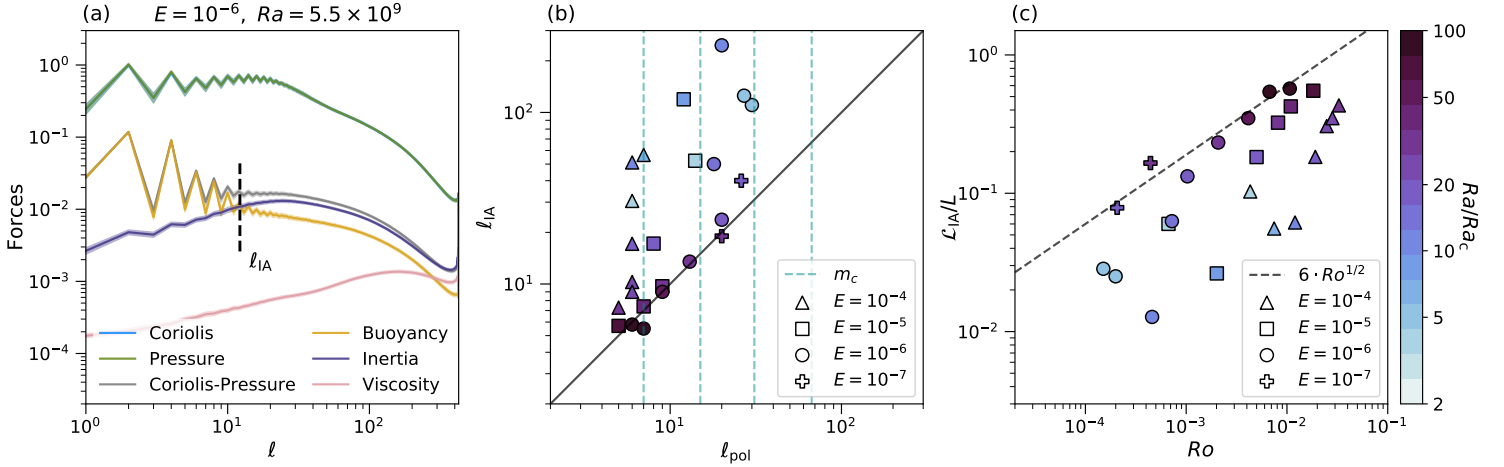 (a) E = 10⁻⁶, Ra = 5.5 × 10⁹
10⁰
10⁻¹
10⁻²
10⁻³
10⁻⁴
Forces
ℓ_IA
Coriolis
Pressure
Coriolis-Pressure
Buoyancy
Inertia
Viscosity
10⁰ 10¹ 10²
ℓ
(b)
10²
10¹
ℓ_IA
m_c
E = 10⁻⁴
E = 10⁻⁵
E = 10⁻⁶
E = 10⁻⁷
10¹ 10²
ℓ_pol
(c)
10⁰
10⁻¹
10⁻²
ℒ_IA/L
6 · Ro^1/2
E = 10⁻⁴
E = 10⁻⁵
E = 10⁻⁶
E = 10⁻⁷
10⁻⁴ 10⁻³ 10⁻² 10⁻¹
Ro
100
50
20
10
5
2
Ra/Ra_c